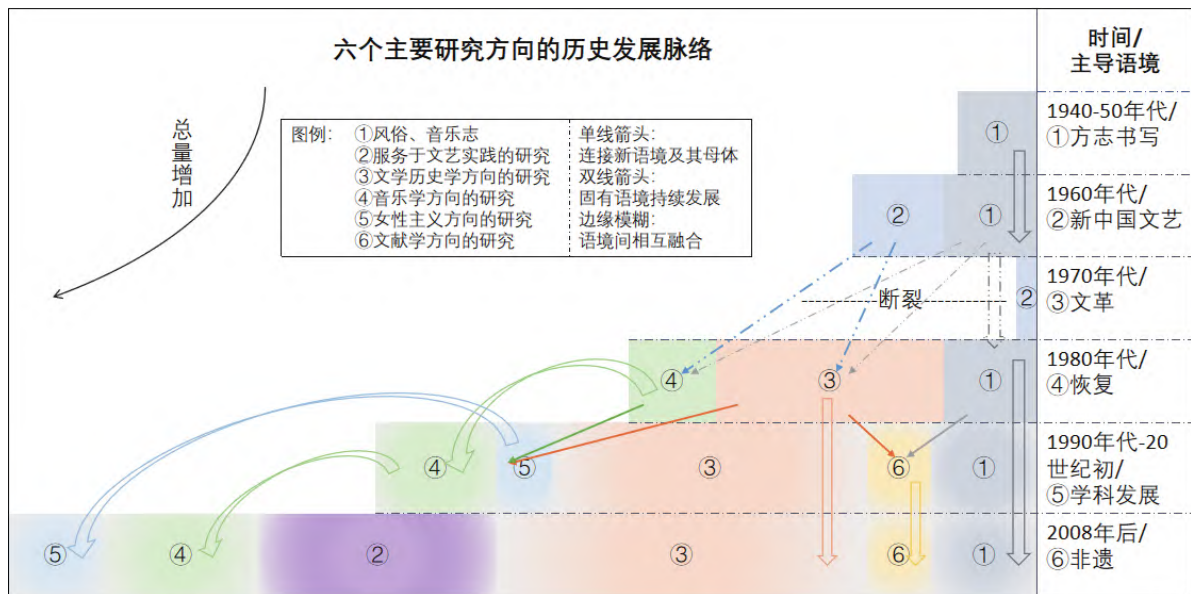 六个主要研究方向的历史发展脉络
时间/
主导语境
总量增加
图例:
①风俗、音乐志
②服务于文艺实践的研究
③文学历史学方向的研究
④音乐学方向的研究
⑤女性主义方向的研究
⑥文献学方向的研究
单线箭头:
连接新语境及其母体
双线箭头:
固有语境持续发展
边缘模糊:
语境间相互融合
①
1940-50年代/
①方志书写
②
①
1960年代/
②新中国文艺
断裂
②
1970年代/
③文革
④
③
①
1980年代/
④恢复
④
⑤
③
⑥
①
1990年代-20
世纪初/
⑤学科发展
⑤
④
②
③
⑥
①
2008年后/
⑥非遗